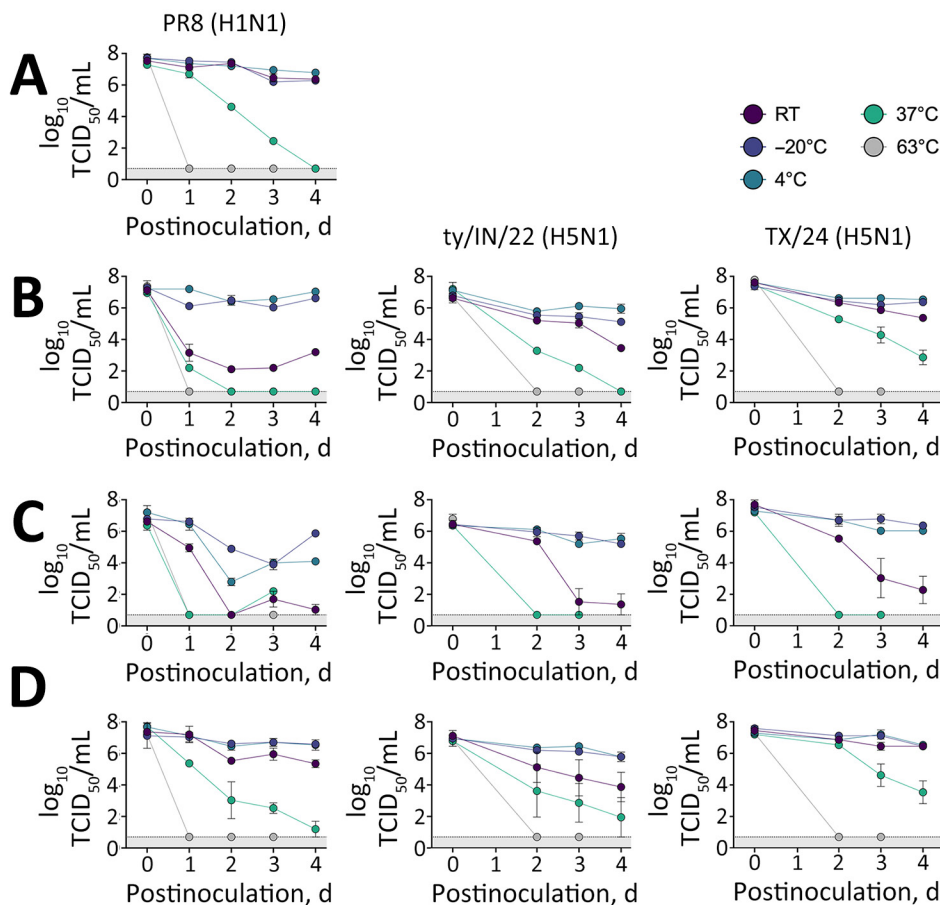 PR8 (H1N1)
A
log10
TCID50/mL
8
6
4
2
0
0 1 2 3 4
Postinoculation, d
RT
–20°C
4°C
37°C
63°C
ty/IN/22 (H5N1)
TX/24 (H5N1)
B
log10
TCID50/mL
8
6
4
2
0
0 1 2 3 4
Postinoculation, d
log10
TCID50/mL
8
6
4
2
0
0 1 2 3 4
Postinoculation, d
log10
TCID50/mL
8
6
4
2
0
0 1 2 3 4
Postinoculation, d
C
log10
TCID50/mL
8
6
4
2
0
0 1 2 3 4
Postinoculation, d
log10
TCID50/mL
8
6
4
2
0
0 1 2 3 4
Postinoculation, d
log10
TCID50/mL
8
6
4
2
0
0 1 2 3 4
Postinoculation, d
D
log10
TCID50/mL
8
6
4
2
0
0 1 2 3 4
Postinoculation, d
log10
TCID50/mL
8
6
4
2
0
0 1 2 3 4
Postinoculation, d
log10
TCID50/mL
8
6
4
2
0
0 1 2 3 4
Postinoculation, d